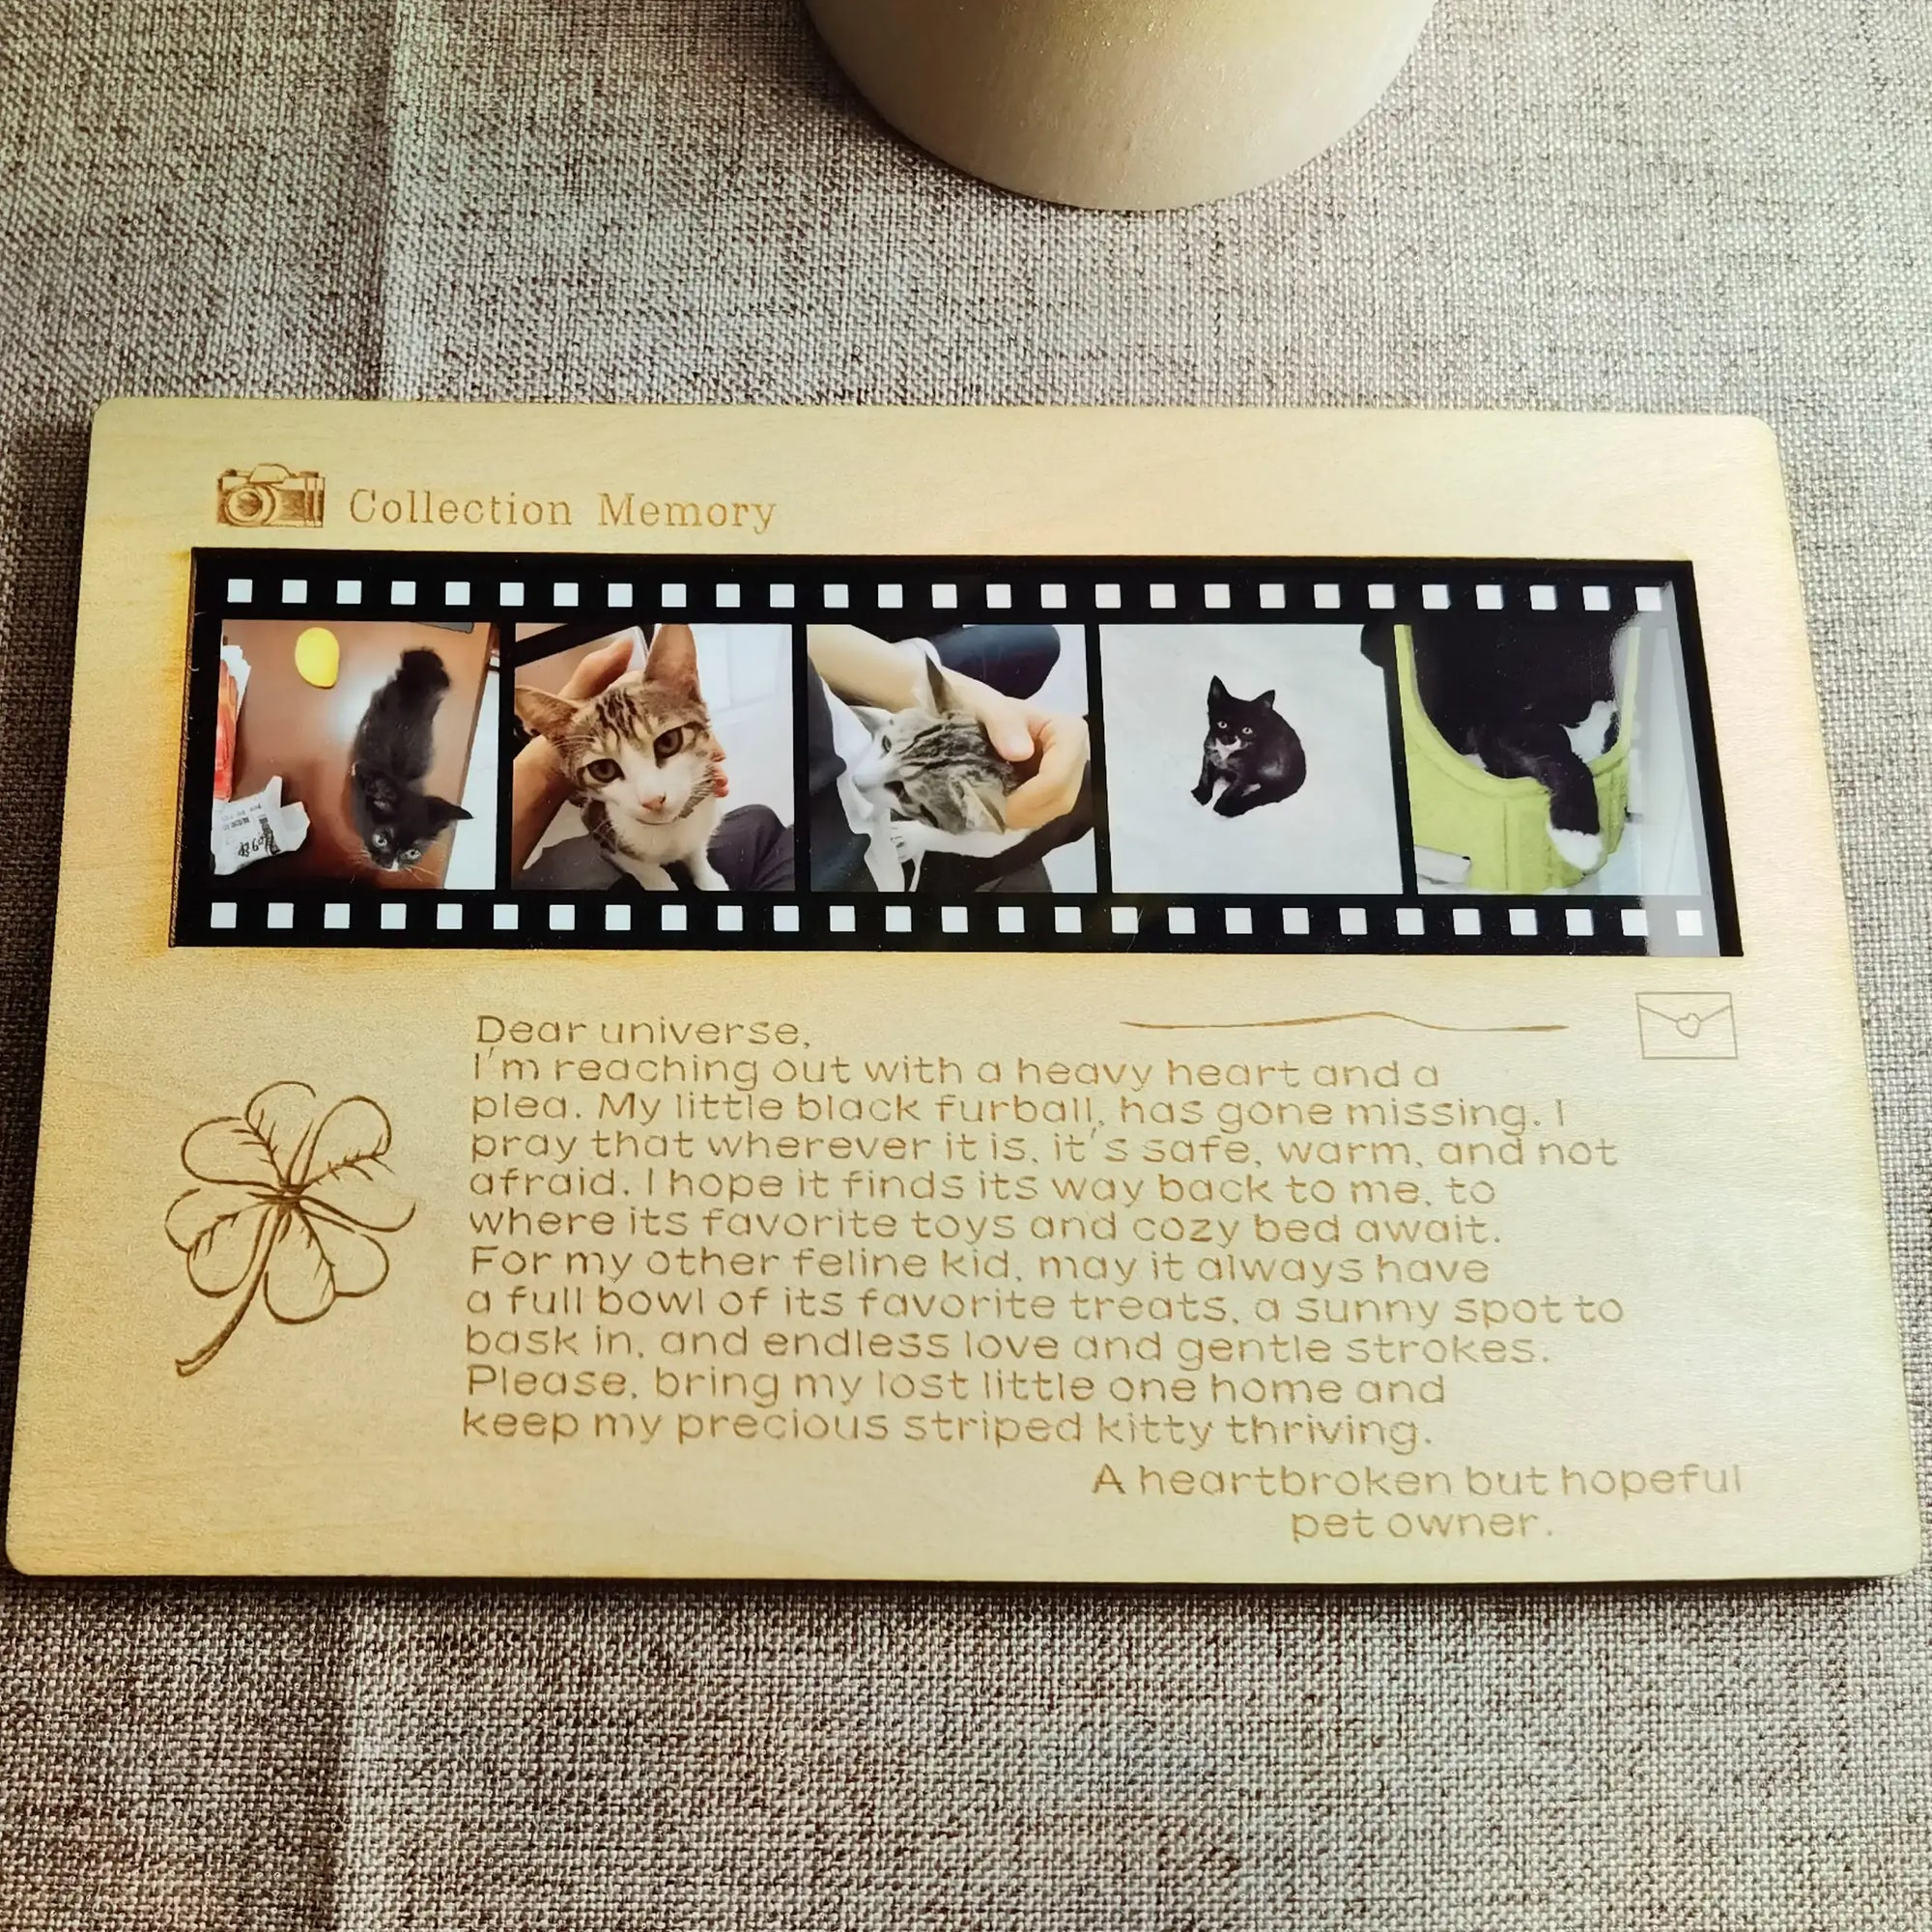 Collection Memory
Dear universe,
I'm reaching out with a heavy heart and a
plea. My little black furball, has gone missing. I
pray that wherever it is, it's safe, warm, and not
afraid. I hope it finds its way back to me, to
where its favorite toys and cozy bed await.
For my other feline kid, may it always have
a full bowl of its favorite treats, a sunny spot to
bask in, and endless love and gentle strokes.
Please, bring my lost little one home and
keep my precious striped kitty thriving.
A heartbroken but hopeful
pet owner.